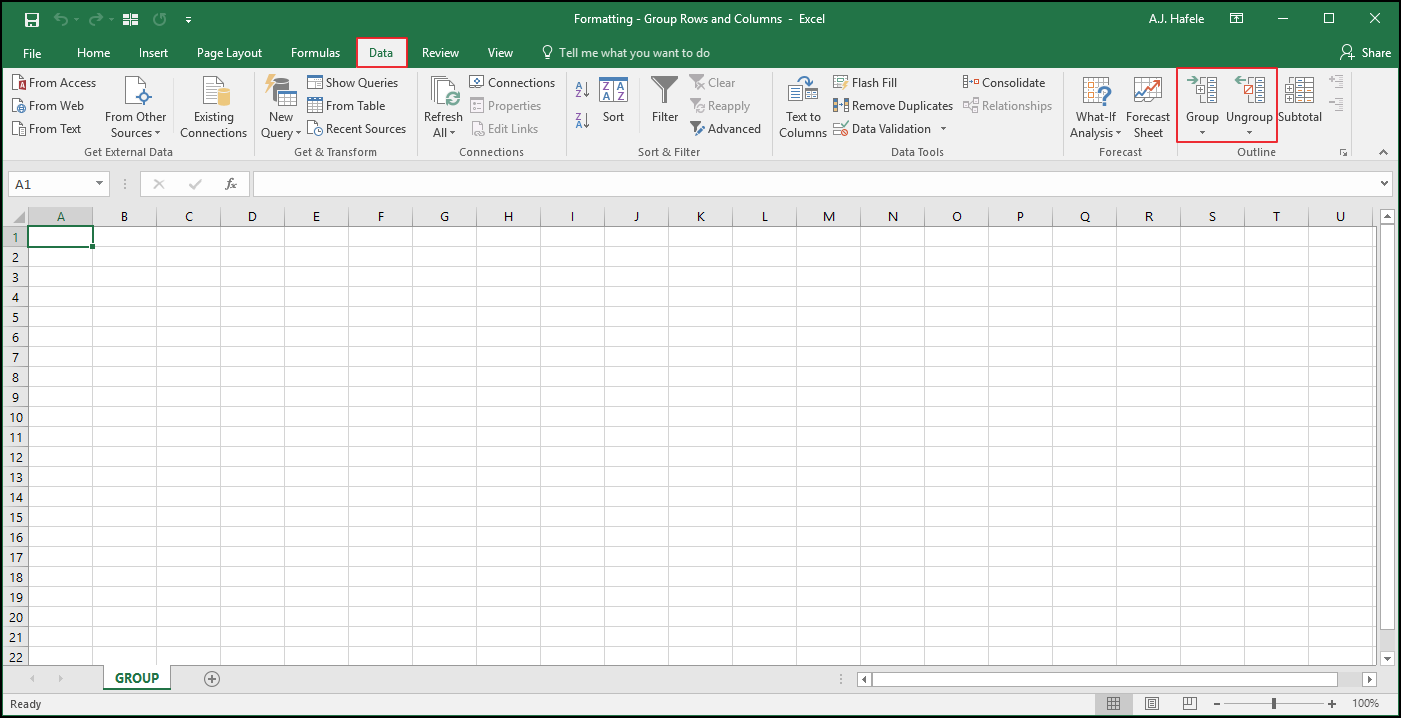 Formatting - Group Rows and Columns - Excel
A.J. Hafele
File Home Insert Page Layout Formulas Data Review View Tell me what you want to do Share
From Access
From Web
From Text
From Other
Sources
Existing
Connections
Get External Data
New
Query
Show Queries
From Table
Recent Sources
Get & Transform
Refresh
All
Connections
Properties
Edit Links
Connections
Sort
Filter
Clear
Reapply
Advanced
Sort & Filter
Text to
Columns
Flash Fill
Remove Duplicates
Data Validation
Consolidate
Relationships
Data Tools
What-If
Analysis
Forecast
Sheet
Forecast
Group
Ungroup
Subtotal
Outline
A1
fx
A B C D E F G H I J K L M N O P Q R S T U
1
2
3
4
5
6
7
8
9
10
11
12
13
14
15
16
17
18
19
20
21
22
GROUP
Ready
100%